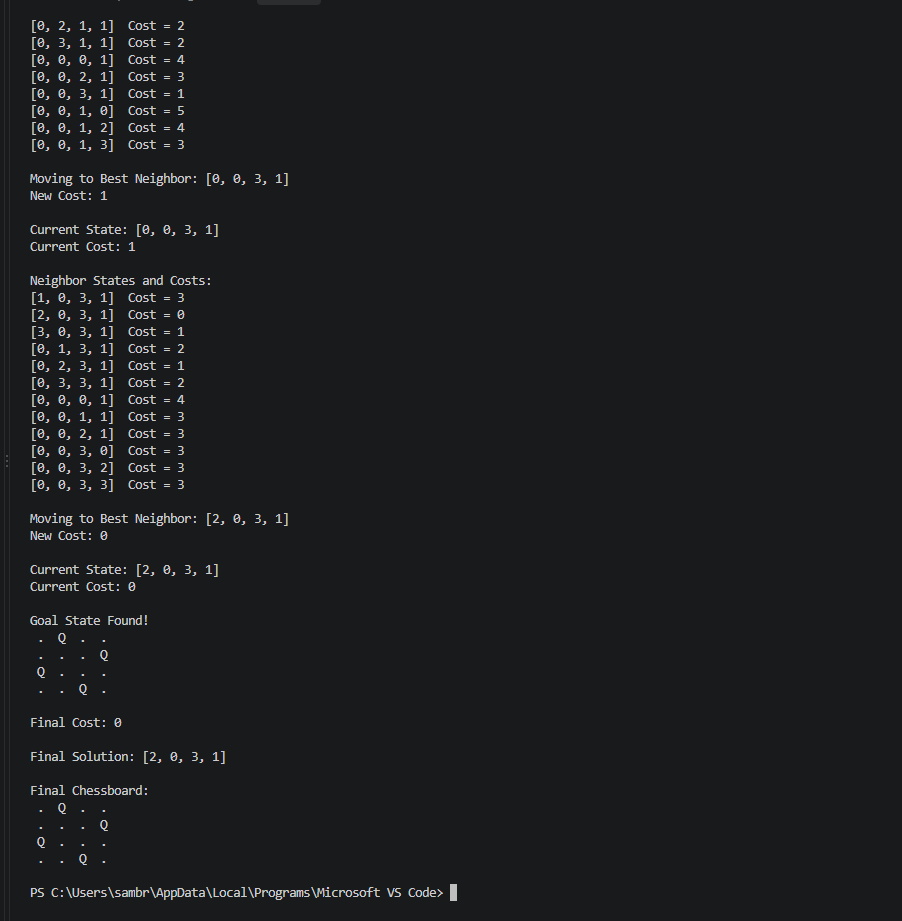 [0, 2, 1, 1]  Cost = 2
[0, 3, 1, 1]  Cost = 2
[0, 0, 0, 1]  Cost = 4
[0, 0, 2, 1]  Cost = 3
[0, 0, 3, 1]  Cost = 1
[0, 0, 1, 0]  Cost = 5
[0, 0, 1, 2]  Cost = 4
[0, 0, 1, 3]  Cost = 3
Moving to Best Neighbor: [0, 0, 3, 1]
New Cost: 1
Current State: [0, 0, 3, 1]
Current Cost: 1
Neighbor States and Costs:
[1, 0, 3, 1]  Cost = 3
[2, 0, 3, 1]  Cost = 0
[3, 0, 3, 1]  Cost = 1
[0, 1, 3, 1]  Cost = 2
[0, 2, 3, 1]  Cost = 1
[0, 3, 3, 1]  Cost = 2
[0, 0, 0, 1]  Cost = 4
[0, 0, 1, 1]  Cost = 3
[0, 0, 2, 1]  Cost = 3
[0, 0, 3, 0]  Cost = 3
[0, 0, 3, 2]  Cost = 3
[0, 0, 3, 3]  Cost = 3
Moving to Best Neighbor: [2, 0, 3, 1]
New Cost: 0
Current State: [2, 0, 3, 1]
Current Cost: 0
Goal State Found!
 .  Q  .  .
 .  .  .  Q
 Q  .  .  .
 .  .  Q  .
Final Cost: 0
Final Solution: [2, 0, 3, 1]
Final Chessboard:
 .  Q  .  .
 .  .  .  Q
 Q  .  .  .
 .  .  Q  .
PS C:\Users\sambr\AppData\Local\Programs\Microsoft VS Code>